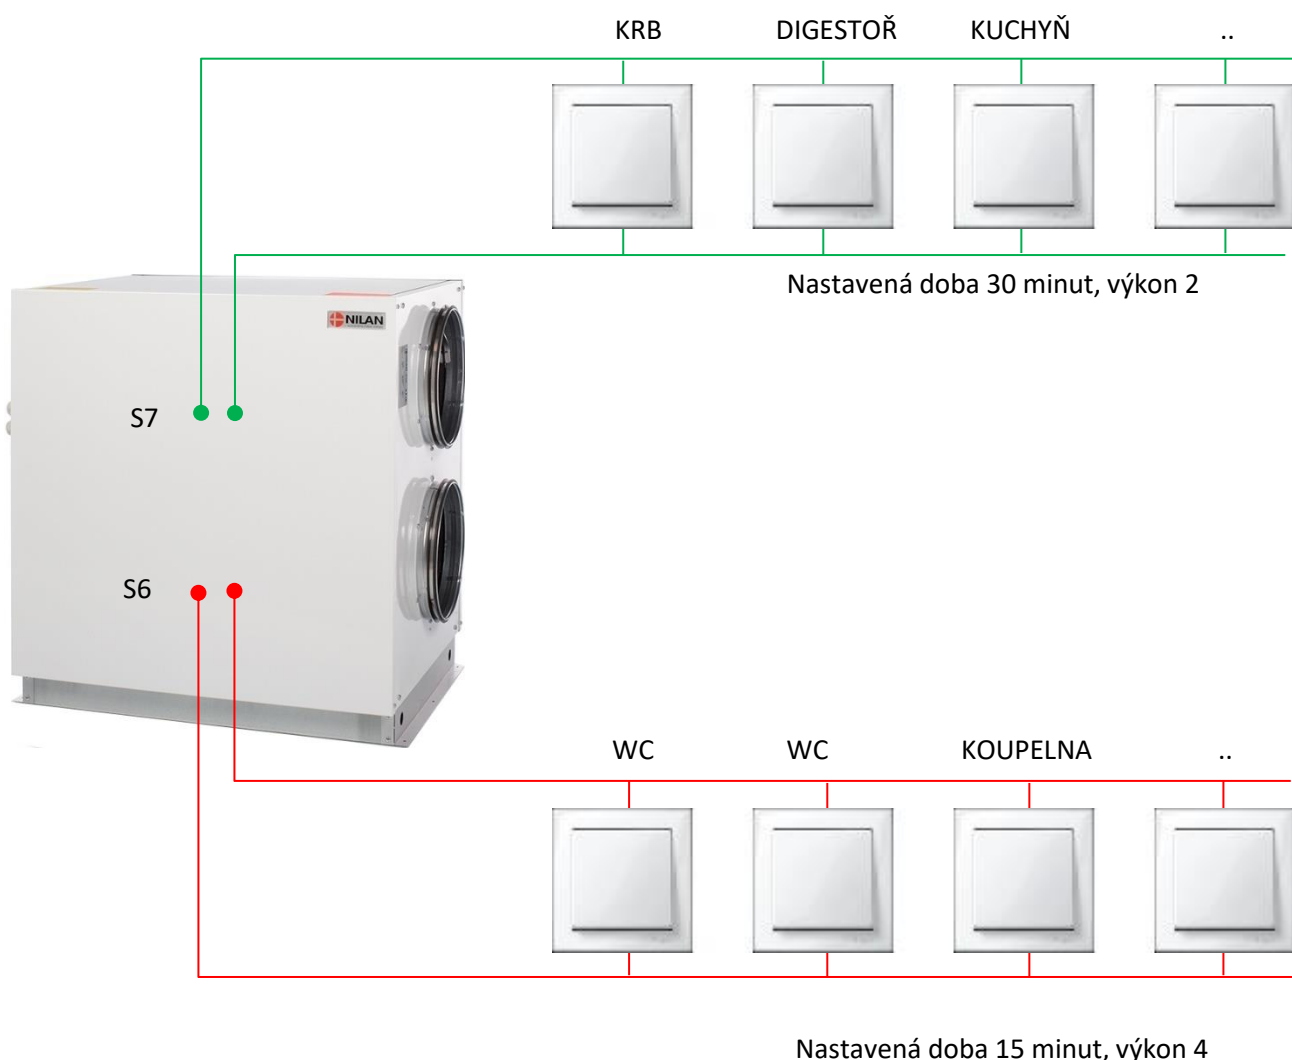 KRB DIGESTOŘ KUCHYŇ ..
Nastavená doba 30 minut, výkon 2
NILAN
S7
S6
WC WC KOUPELNA ..
Nastavená doba 15 minut, výkon 4